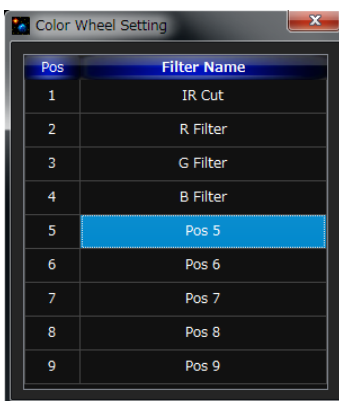 Color Wheel Setting
Pos Filter Name
1 IR Cut
2 R Filter
3 G Filter
4 B Filter
5 Pos 5
6 Pos 6
7 Pos 7
8 Pos 8
9 Pos 9